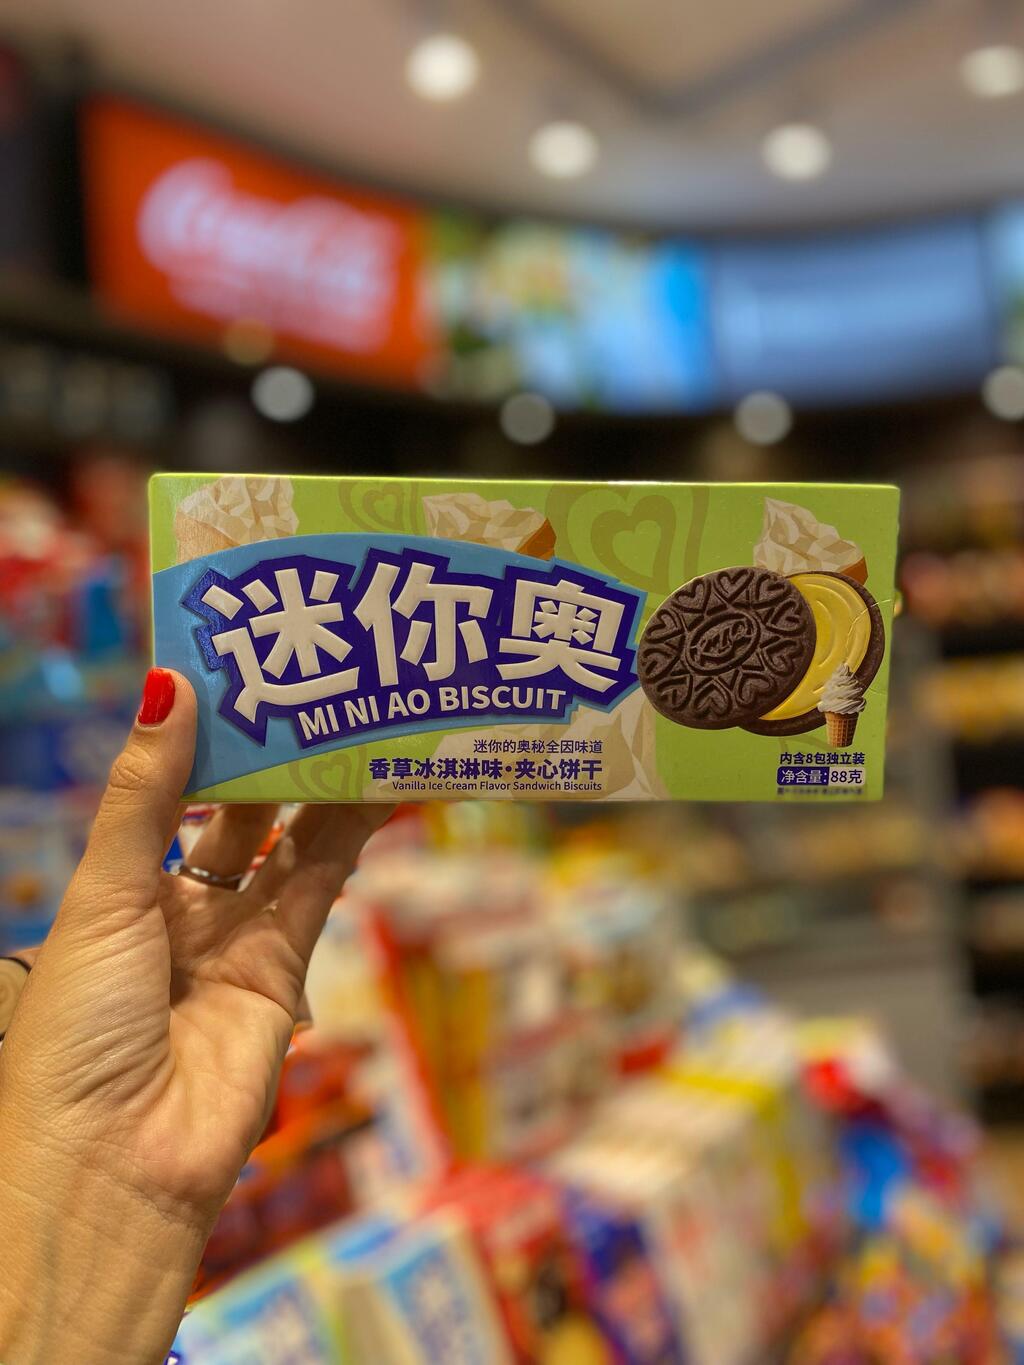 迷你奥
MI NI AO BISCUIT
迷你的奥秘全因味道
香草冰淇淋味·夹心饼干
Vanilla Ice Cream Flavor Sandwich Biscuits
内含8包独立装
净含量: 88克
Coca-Cola